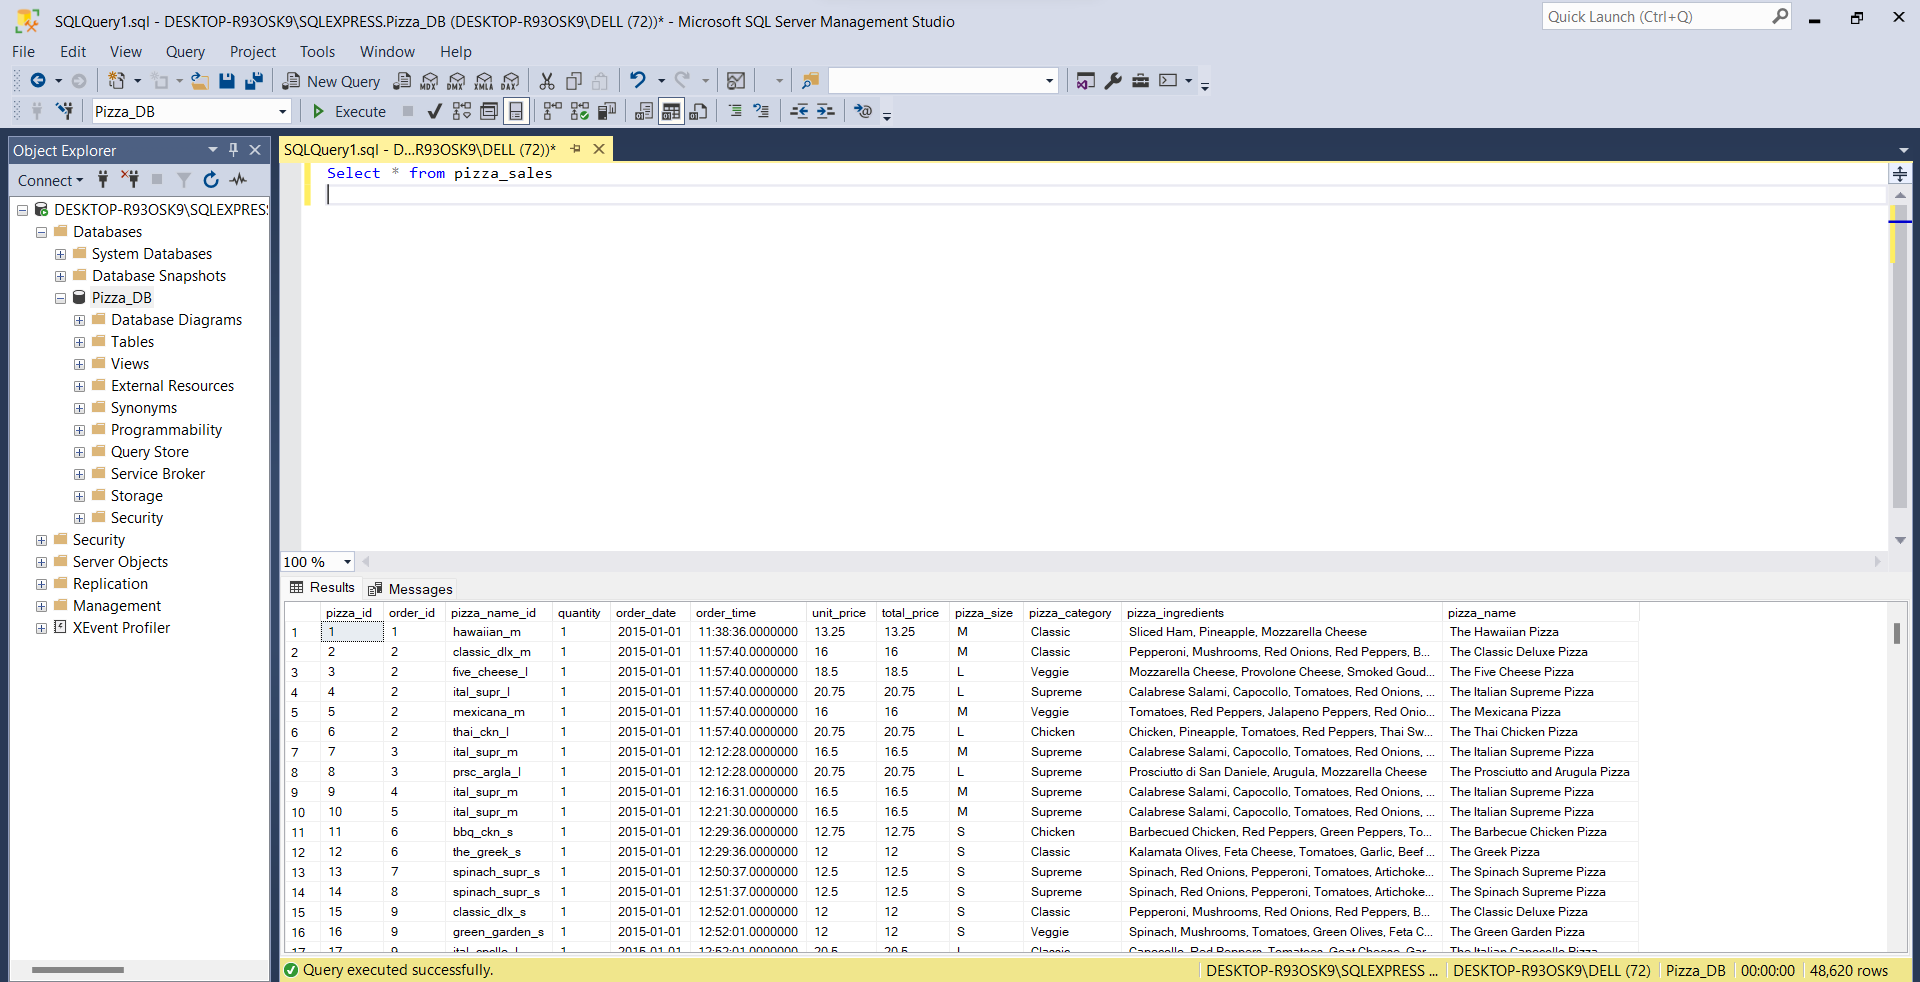 SQLQuery1.sql - DESKTOP-R93OSK9\SQLEXPRESS.Pizza_DB (DESKTOP-R93OSK9\DELL (72))* - Microsoft SQL Server Management Studio
Quick Launch (Ctrl+Q)
File Edit View Query Project Tools Window Help
New Query MDX DMX XMLA DAX
Pizza_DB Execute
Object Explorer
SQLQuery1.sql - D...R93OSK9\DELL (72))*
Connect
Select * from pizza_sales
DESKTOP-R93OSK9\SQLEXPRES
Databases
System Databases
Database Snapshots
Pizza_DB
Database Diagrams
Tables
Views
External Resources
Synonyms
Programmability
Query Store
Service Broker
Storage
Security
Security
Server Objects
Replication
Management
XEvent Profiler
100 %
Results Messages
pizza_id order_id pizza_name_id quantity order_date order_time unit_price total_price pizza_size pizza_category pizza_ingredients pizza_name
1 1 1 hawaiian_m 1 2015-01-01 11:38:36.0000000 13.25 13.25 M Classic Sliced Ham, Pineapple, Mozzarella Cheese The Hawaiian Pizza
2 2 2 classic_dlx_m 1 2015-01-01 11:57:40.0000000 16 16 M Classic Pepperoni, Mushrooms, Red Onions, Red Peppers, B... The Classic Deluxe Pizza
3 3 2 five_cheese_l 1 2015-01-01 11:57:40.0000000 18.5 18.5 L Veggie Mozzarella Cheese, Provolone Cheese, Smoked Goud... The Five Cheese Pizza
4 4 2 ital_supr_l 1 2015-01-01 11:57:40.0000000 20.75 20.75 L Supreme Calabrese Salami, Capocollo, Tomatoes, Red Onions, ... The Italian Supreme Pizza
5 5 2 mexicana_m 1 2015-01-01 11:57:40.0000000 16 16 M Veggie Tomatoes, Red Peppers, Jalapeno Peppers, Red Onio... The Mexicana Pizza
6 6 2 thai_ckn_l 1 2015-01-01 11:57:40.0000000 20.75 20.75 L Chicken Chicken, Pineapple, Tomatoes, Red Peppers, Thai Sw... The Thai Chicken Pizza
7 7 3 ital_supr_m 1 2015-01-01 12:12:28.0000000 16.5 16.5 M Supreme Calabrese Salami, Capocollo, Tomatoes, Red Onions, ... The Italian Supreme Pizza
8 8 3 prsc_argla_l 1 2015-01-01 12:12:28.0000000 20.75 20.75 L Supreme Prosciutto di San Daniele, Arugula, Mozzarella Cheese The Prosciutto and Arugula Pizza
9 9 4 ital_supr_m 1 2015-01-01 12:16:31.0000000 16.5 16.5 M Supreme Calabrese Salami, Capocollo, Tomatoes, Red Onions, ... The Italian Supreme Pizza
10 10 5 ital_supr_m 1 2015-01-01 12:21:30.0000000 16.5 16.5 M Supreme Calabrese Salami, Capocollo, Tomatoes, Red Onions, ... The Italian Supreme Pizza
11 11 6 bbq_ckn_s 1 2015-01-01 12:29:36.0000000 12.75 12.75 S Chicken Barbecued Chicken, Red Peppers, Green Peppers, To... The Barbecue Chicken Pizza
12 12 6 the_greek_s 1 2015-01-01 12:29:36.0000000 12 12 S Classic Kalamata Olives, Feta Cheese, Tomatoes, Garlic, Beef ... The Greek Pizza
13 13 7 spinach_supr_s 1 2015-01-01 12:50:37.0000000 12.5 12.5 S Supreme Spinach, Red Onions, Pepperoni, Tomatoes, Artichoke... The Spinach Supreme Pizza
14 14 8 spinach_supr_s 1 2015-01-01 12:51:37.0000000 12.5 12.5 S Supreme Spinach, Red Onions, Pepperoni, Tomatoes, Artichoke... The Spinach Supreme Pizza
15 15 9 classic_dlx_s 1 2015-01-01 12:52:01.0000000 12 12 S Classic Pepperoni, Mushrooms, Red Onions, Red Peppers, B... The Classic Deluxe Pizza
16 16 9 green_garden_s 1 2015-01-01 12:52:01.0000000 12 12 S Veggie Spinach, Mushrooms, Tomatoes, Green Olives, Feta C... The Green Garden Pizza
17 17 9 1 2015-01-01 12:52:01.0000000 20.5 20.5 L Classic Capocollo, Red Peppers, Tomatoes, Goat Cheese, Gar... The Italian Capocollo Pizza
Query executed successfully. DESKTOP-R93OSK9\SQLEXPRESS ... DESKTOP-R93OSK9\DELL (72) Pizza_DB 00:00:00 48,620 rows